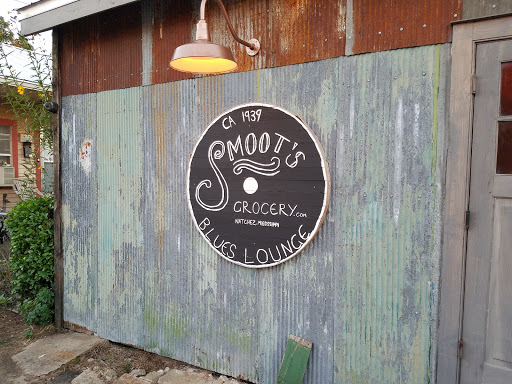 CA 1939
SMOOT'S
GROCERY.COM
NATCHEZ, MISSISSIPPI
BLUES LOUNGE